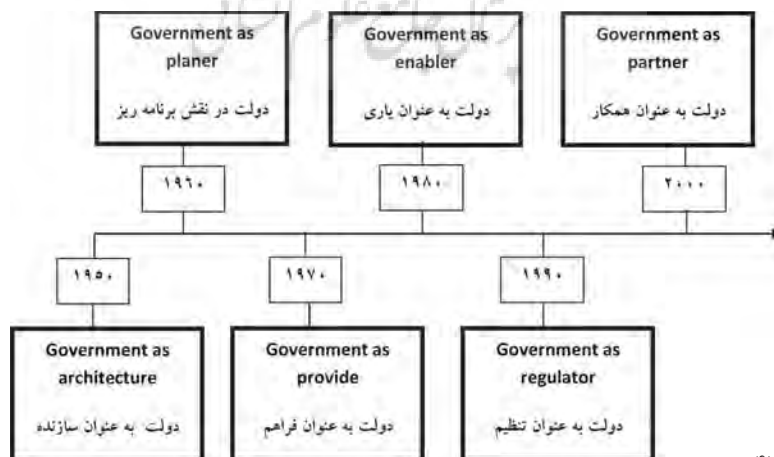 Government as
planer
دولت در نقش برنامه ریز
Government as
enabler
دولت به عنوان یاری
Government as
partner
دولت به عنوان همکار
۱۹۶۰
۱۹۸۰
۲۰۰۰
۱۹۵۰
۱۹۷۰
۱۹۹۰
Government as
architecture
دولت به عنوان سازنده
Government as
provide
دولت به عنوان فراهم
Government as
regulator
دولت به عنوان تنظیم